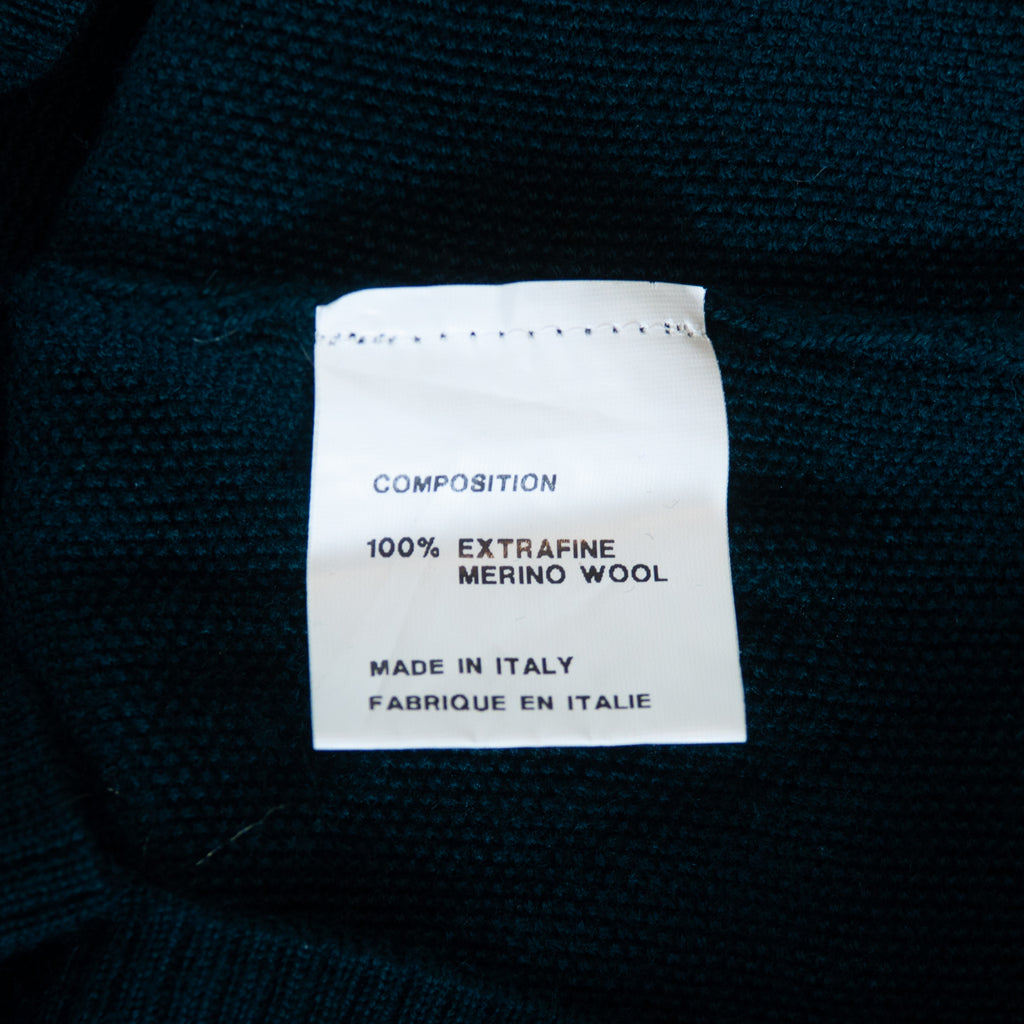 COMPOSITION
100% EXTRAFINE
MERINO WOOL
MADE IN ITALY
FABRIQUE EN ITALIE